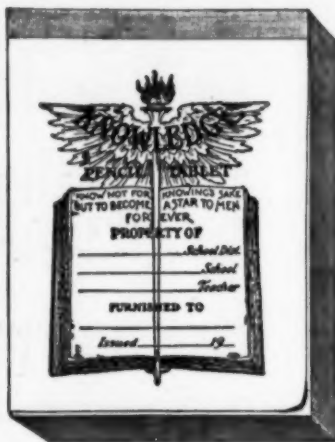 KNOWLEDGE
PENCIL TABLET
KNOW NOT FOR KNOWING'S SAKE
BUT TO BECOME A STAR TO MEN
FOREVER,
PROPERTY OF
School Dist.
School
Teacher
FURNISHED TO
Issued 19